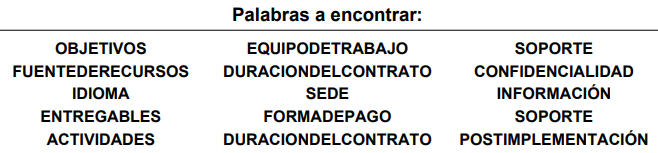 Palabras a encontrar:
OBJETIVOS EQUIPODETRABAJO SOPORTE
FUENTEDERECURSOS DURACIONDELCONTRATO CONFIDENCIALIDAD
IDIOMA SEDE INFORMACIÓN
ENTREGABLES FORMADEPAGO SOPORTE
ACTIVIDADES DURACIONDELCONTRATO POSTIMPLEMENTACIÓN